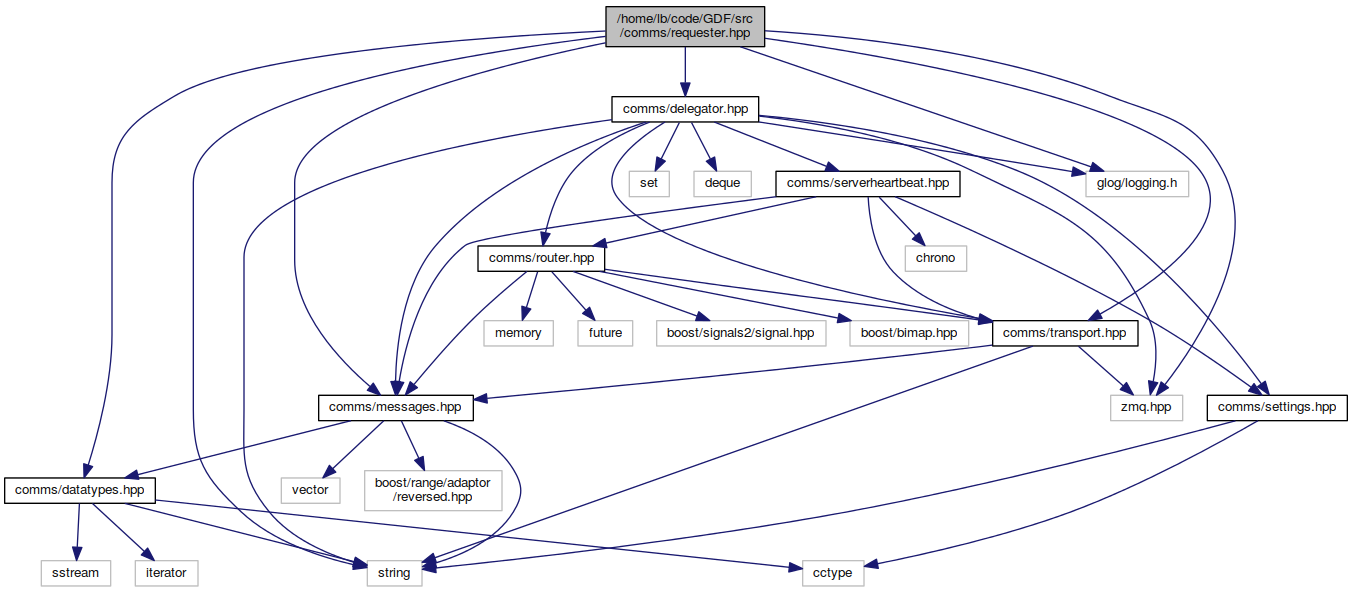 /home/lb/code/GDF/src
/comms/requester.hpp
comms/delegator.hpp
set
deque
comms/serverheartbeat.hpp
glog/logging.h
comms/router.hpp
chrono
memory
future
boost/signals2/signal.hpp
boost/bimap.hpp
comms/transport.hpp
comms/messages.hpp
zmq.hpp
comms/settings.hpp
comms/datatypes.hpp
vector
boost/range/adaptor
/reversed.hpp
sstream
iterator
string
cctype